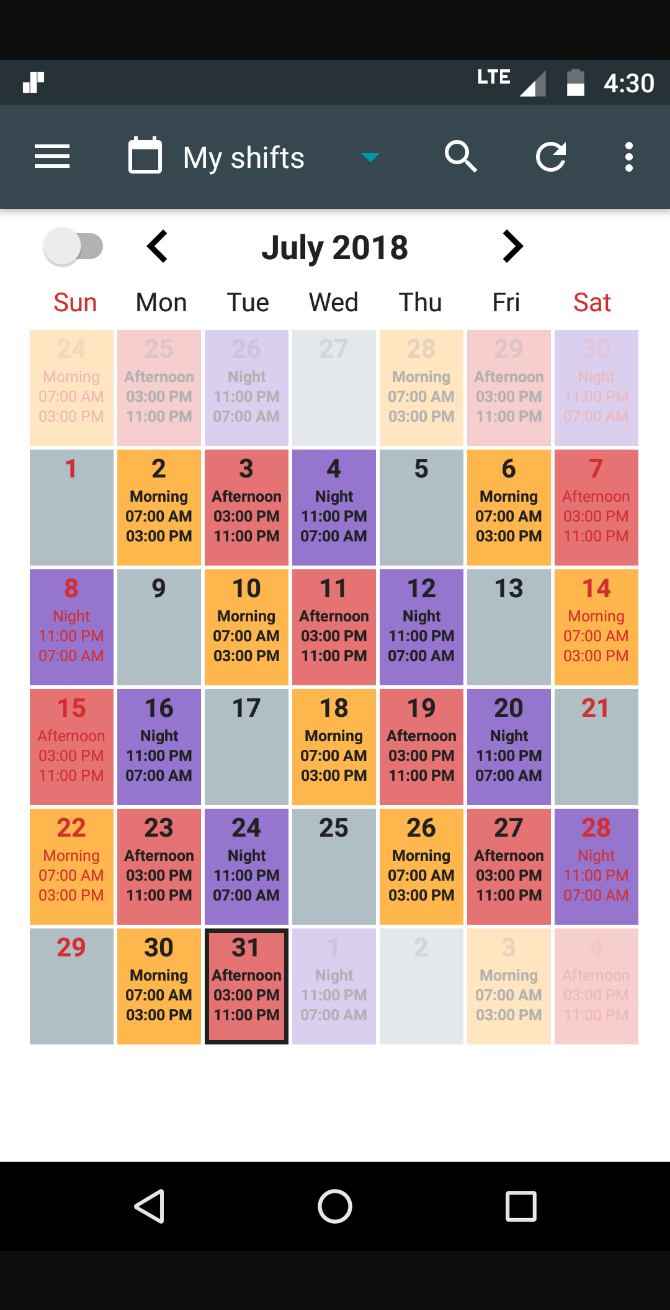 LTE 4:30
My shifts
July 2018
Sun Mon Tue Wed Thu Fri Sat
24 25 26 27 28 29 30
Morning Afternoon Night Morning Afternoon Night
07:00 AM 03:00 PM 11:00 PM 07:00 AM 03:00 PM 11:00 PM
03:00 PM 11:00 PM 07:00 AM 03:00 PM 11:00 PM 07:00 AM
1 2 3 4 5 6 7
Morning Afternoon Night Morning Afternoon
07:00 AM 03:00 PM 11:00 PM 07:00 AM 03:00 PM
03:00 PM 11:00 PM 07:00 AM 03:00 PM 11:00 PM
8 9 10 11 12 13 14
Night Morning Afternoon Night Morning
11:00 PM 07:00 AM 03:00 PM 11:00 PM 07:00 AM
07:00 AM 03:00 PM 11:00 PM 07:00 AM 03:00 PM
15 16 17 18 19 20 21
Afternoon Night Morning Afternoon Night
03:00 PM 11:00 PM 07:00 AM 03:00 PM 11:00 PM
11:00 PM 07:00 AM 03:00 PM 11:00 PM 07:00 AM
22 23 24 25 26 27 28
Morning Afternoon Night Morning Afternoon Night
07:00 AM 03:00 PM 11:00 PM 07:00 AM 03:00 PM 11:00 PM
03:00 PM 11:00 PM 07:00 AM 03:00 PM 11:00 PM 07:00 AM
29 30 31 1 2 3 4
Morning Afternoon Night Morning Afternoon
07:00 AM 03:00 PM 11:00 PM 07:00 AM 03:00 PM
03:00 PM 11:00 PM 07:00 AM 03:00 PM 11:00 PM